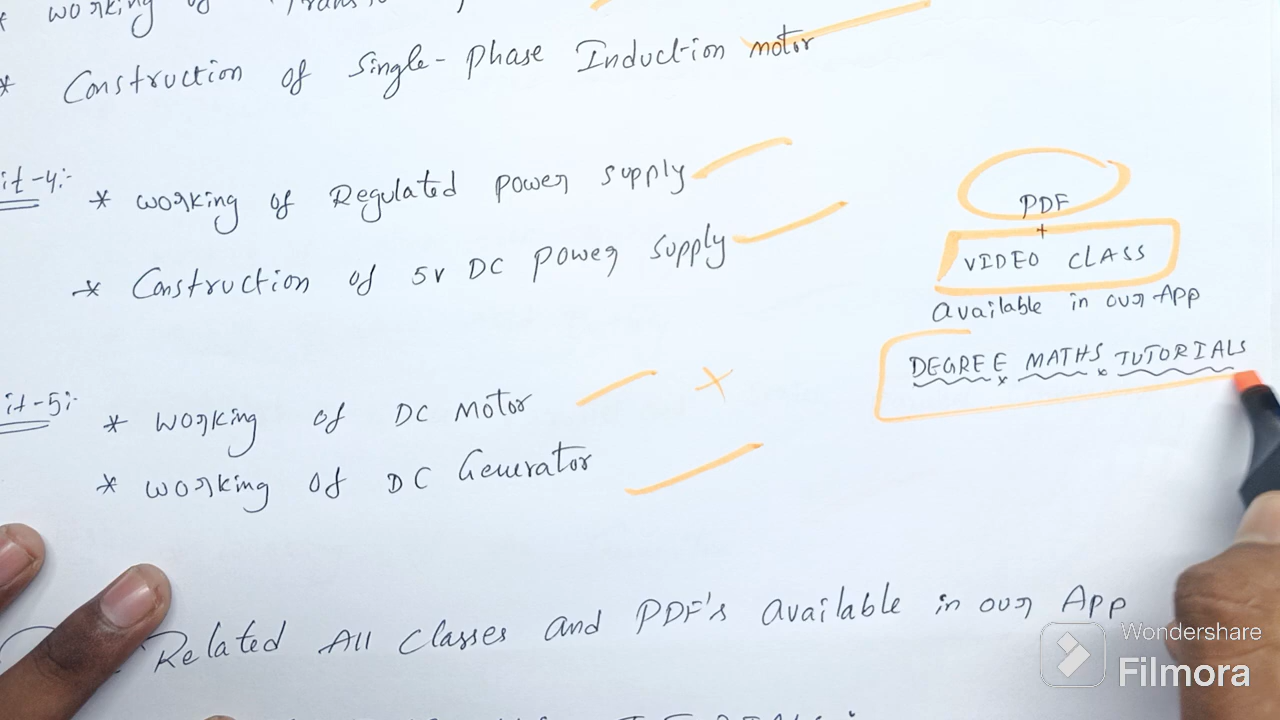 * working of
* Construction of Single-Phase Induction motor
it-4:-
* working of Regulated power supply
* Construction of 5v DC power supply
PDF
+
VIDEO CLASS
available in our App
DEGREE MATHS TUTORIALS
it-5:-
* working of DC Motor
* working of DC Generator
Related All Classes and PDF's available in our App
Wondershare
Filmora